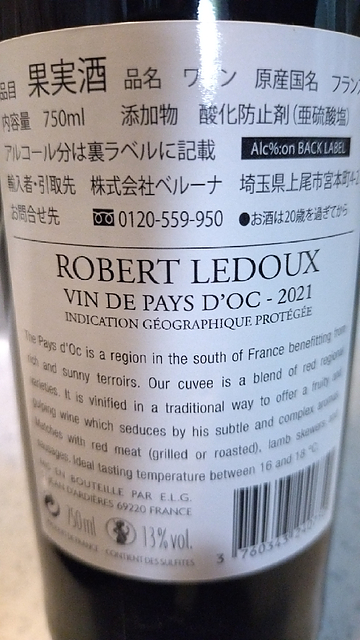 品目 果実酒 品名 ワイン 原産国名 フランス
内容量 750ml 添加物 酸化防止剤(亜硫酸塩)
アルコール分は裏ラベルに記載 Alc%:on BACK LABEL
輸入者・引取先 株式会社ベルーナ 埼玉県上尾市宮本町4-2
お問合せ先 0120-559-950 ●お酒は20歳を過ぎてから
ROBERT LEDOUX
VIN DE PAYS D'OC - 2021
INDICATION GÉOGRAPHIQUE PROTÉGÉE
The Pays d'Oc is a region in the south of France benefitting from
rich and sunny terroirs. Our cuvee is a blend of red regional
varieties. It is vinified in a traditional way to offer a fruity and
gulping wine which seduces by his subtle and complex aromas.
Matches with red meat (grilled or roasted), lamb skewers and
sausages. Ideal tasting temperature between 16 and 18 °C.
MIS EN BOUTEILLE PAR E.L.G.
JEAN D'ARDIÈRES 69220 FRANCE
750ml 13% vol.
PRODUIT DE FRANCE - CONTIENT DES SULFITES